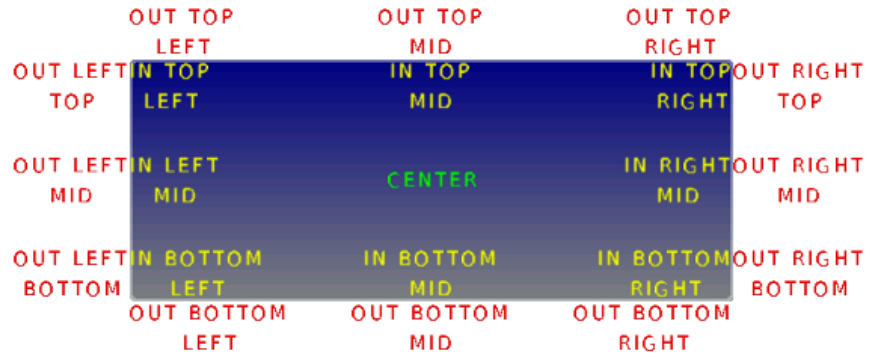 OUT TOP OUT TOP OUT TOP
LEFT MID RIGHT
OUT LEFT IN TOP IN TOP IN TOP OUT RIGHT
TOP LEFT MID RIGHT TOP
OUT LEFT IN LEFT IN RIGHT OUT RIGHT
MID MID CENTER MID MID
OUT LEFT IN BOTTOM IN BOTTOM IN BOTTOM OUT RIGHT
BOTTOM LEFT MID RIGHT BOTTOM
OUT BOTTOM OUT BOTTOM OUT BOTTOM
LEFT MID RIGHT